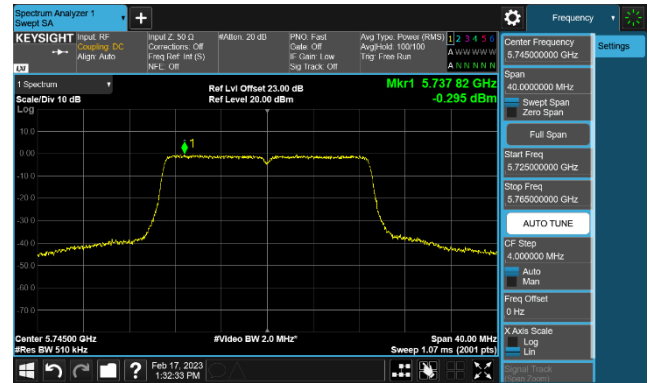 Spectrum Analyzer 1
Swept SA
+
Frequency
KEYSIGHT
Input: RF
Coupling: DC
Align: Auto
LXI
Input Z: 50 Ω
Corrections: Off
Freq Ref: Int (S)
NFE: Off
#Atten: 20 dB
PNO: Fast
Gate: Off
IF Gain: Low
Sig Track: Off
Avg Type: Power (RMS)
Avg|Hold: 100/100
Trig: Free Run
1 2 3 4 5 6
A W W W W W
A N N N N N
Center Frequency
5.745000000 GHz
Settings
Span
40.0000000 MHz
Swept Span
Zero Span
Full Span
Start Freq
5.725000000 GHz
Stop Freq
5.765000000 GHz
AUTO TUNE
CF Step
4.000000 MHz
Auto
Man
Freq Offset
0 Hz
X Axis Scale
Log
Lin
Signal Track
(Span Zoom)
1 Spectrum
Scale/Div 10 dB
Log
Ref Lvl Offset 23.00 dB
Ref Level 20.00 dBm
Mkr1 5.737 82 GHz
-0.295 dBm
1
10.0
0.00
-10.0
-20.0
-30.0
-40.0
-50.0
-60.0
-70.0
Center 5.74500 GHz
#Res BW 510 kHz
#Video BW 2.0 MHz*
Span 40.00 MHz
Sweep 1.07 ms (2001 pts)
?
Feb 17, 2023
1:32:33 PM